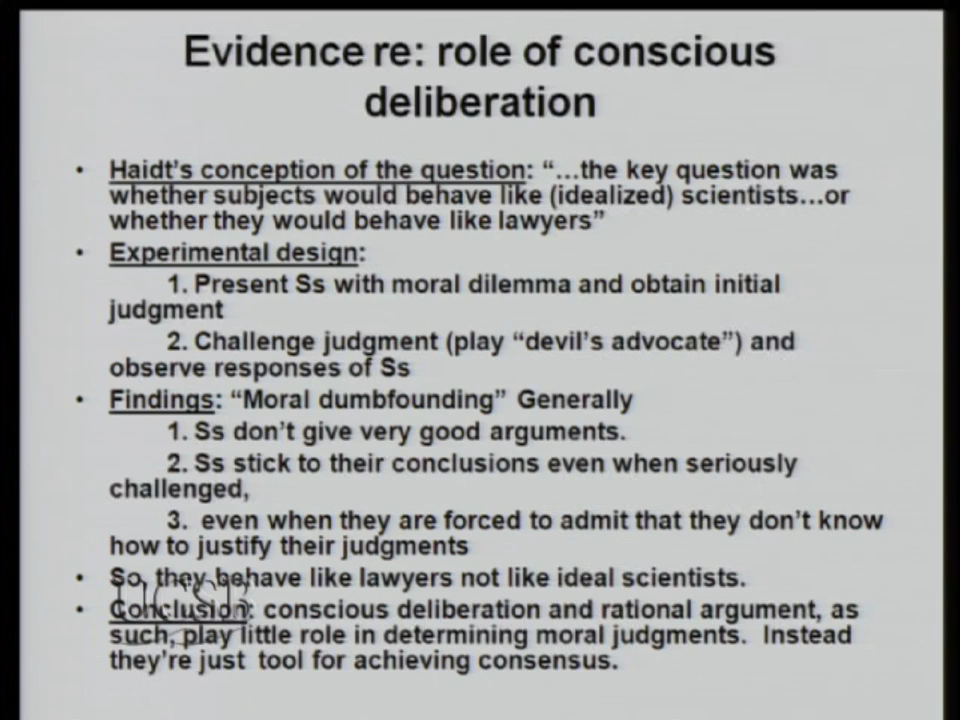 Evidence re: role of conscious
deliberation
• Haidt's conception of the question: “…the key question was
whether subjects would behave like (idealized) scientists…or
whether they would behave like lawyers”
• Experimental design:
1. Present Ss with moral dilemma and obtain initial
judgment
2. Challenge judgment (play “devil's advocate”) and
observe responses of Ss
• Findings: “Moral dumbfounding” Generally
1. Ss don't give very good arguments.
2. Ss stick to their conclusions even when seriously
challenged,
3. even when they are forced to admit that they don't know
how to justify their judgments
• So, they behave like lawyers not like ideal scientists.
• Conclusion: conscious deliberation and rational argument, as
such, play little role in determining moral judgments. Instead
they're just tool for achieving consensus.
UCSB